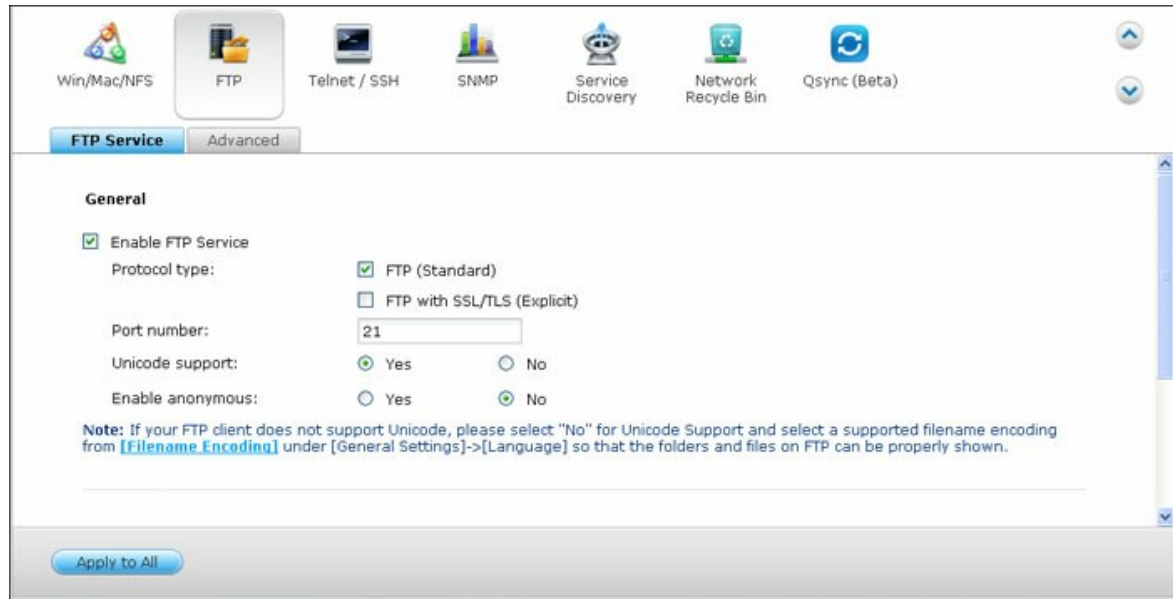 Win/Mac/NFS
FTP
Telnet / SSH
SNMP
Service
Discovery
Network
Recycle Bin
Qsync (Beta)
FTP Service
Advanced
General
Enable FTP Service
Protocol type:
FTP (Standard)
FTP with SSL/TLS (Explicit)
Port number:
21
Unicode support:
Yes
No
Enable anonymous:
Yes
No
Note: If your FTP client does not support Unicode, please select "No" for Unicode Support and select a supported filename encoding
from [Filename Encoding] under [General Settings]->[Language] so that the folders and files on FTP can be properly shown.
Apply to All